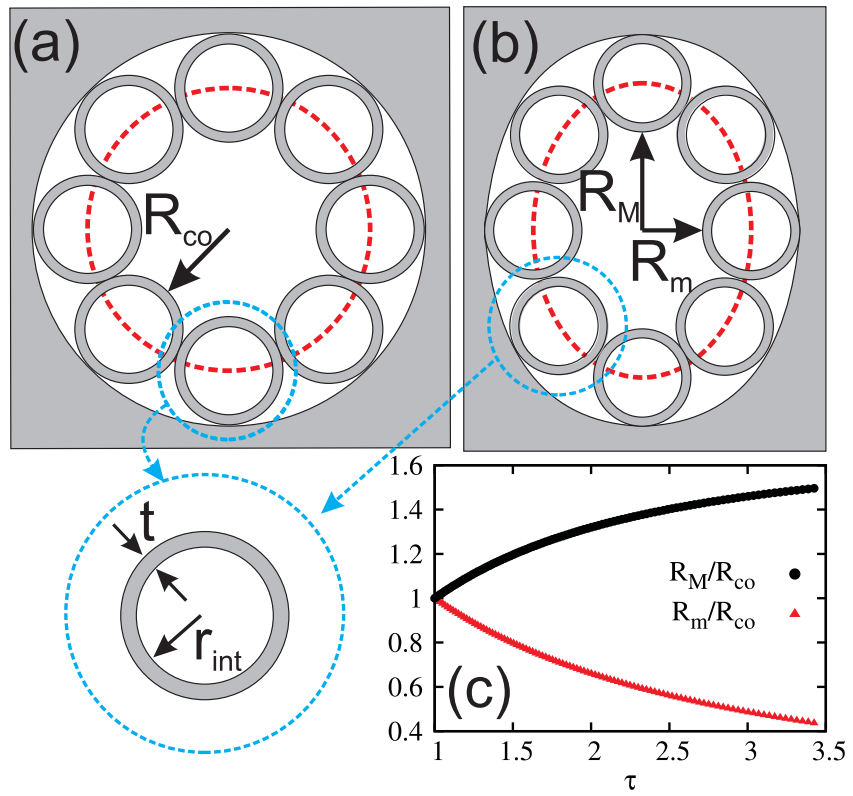 (a)
(b)
R_co
R_M
R_m
t
r_int
1.6
1.4
1.2
1
0.8
0.6
0.4
R_M/R_co
R_m/R_co
(c)
1 1.5 2 2.5 3 3.5
τ